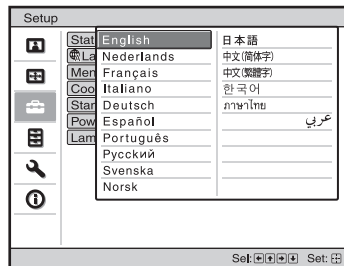 Setup
Stat
La
Men
Coo
Star
Pow
Lam
English
Nederlands
Français
Italiano
Deutsch
Español
Português
Русский
Svenska
Norsk
日本語
中文(简体字)
中文(繁體字)
한국어
ภาษาไทย
عربي
Sel: Set: